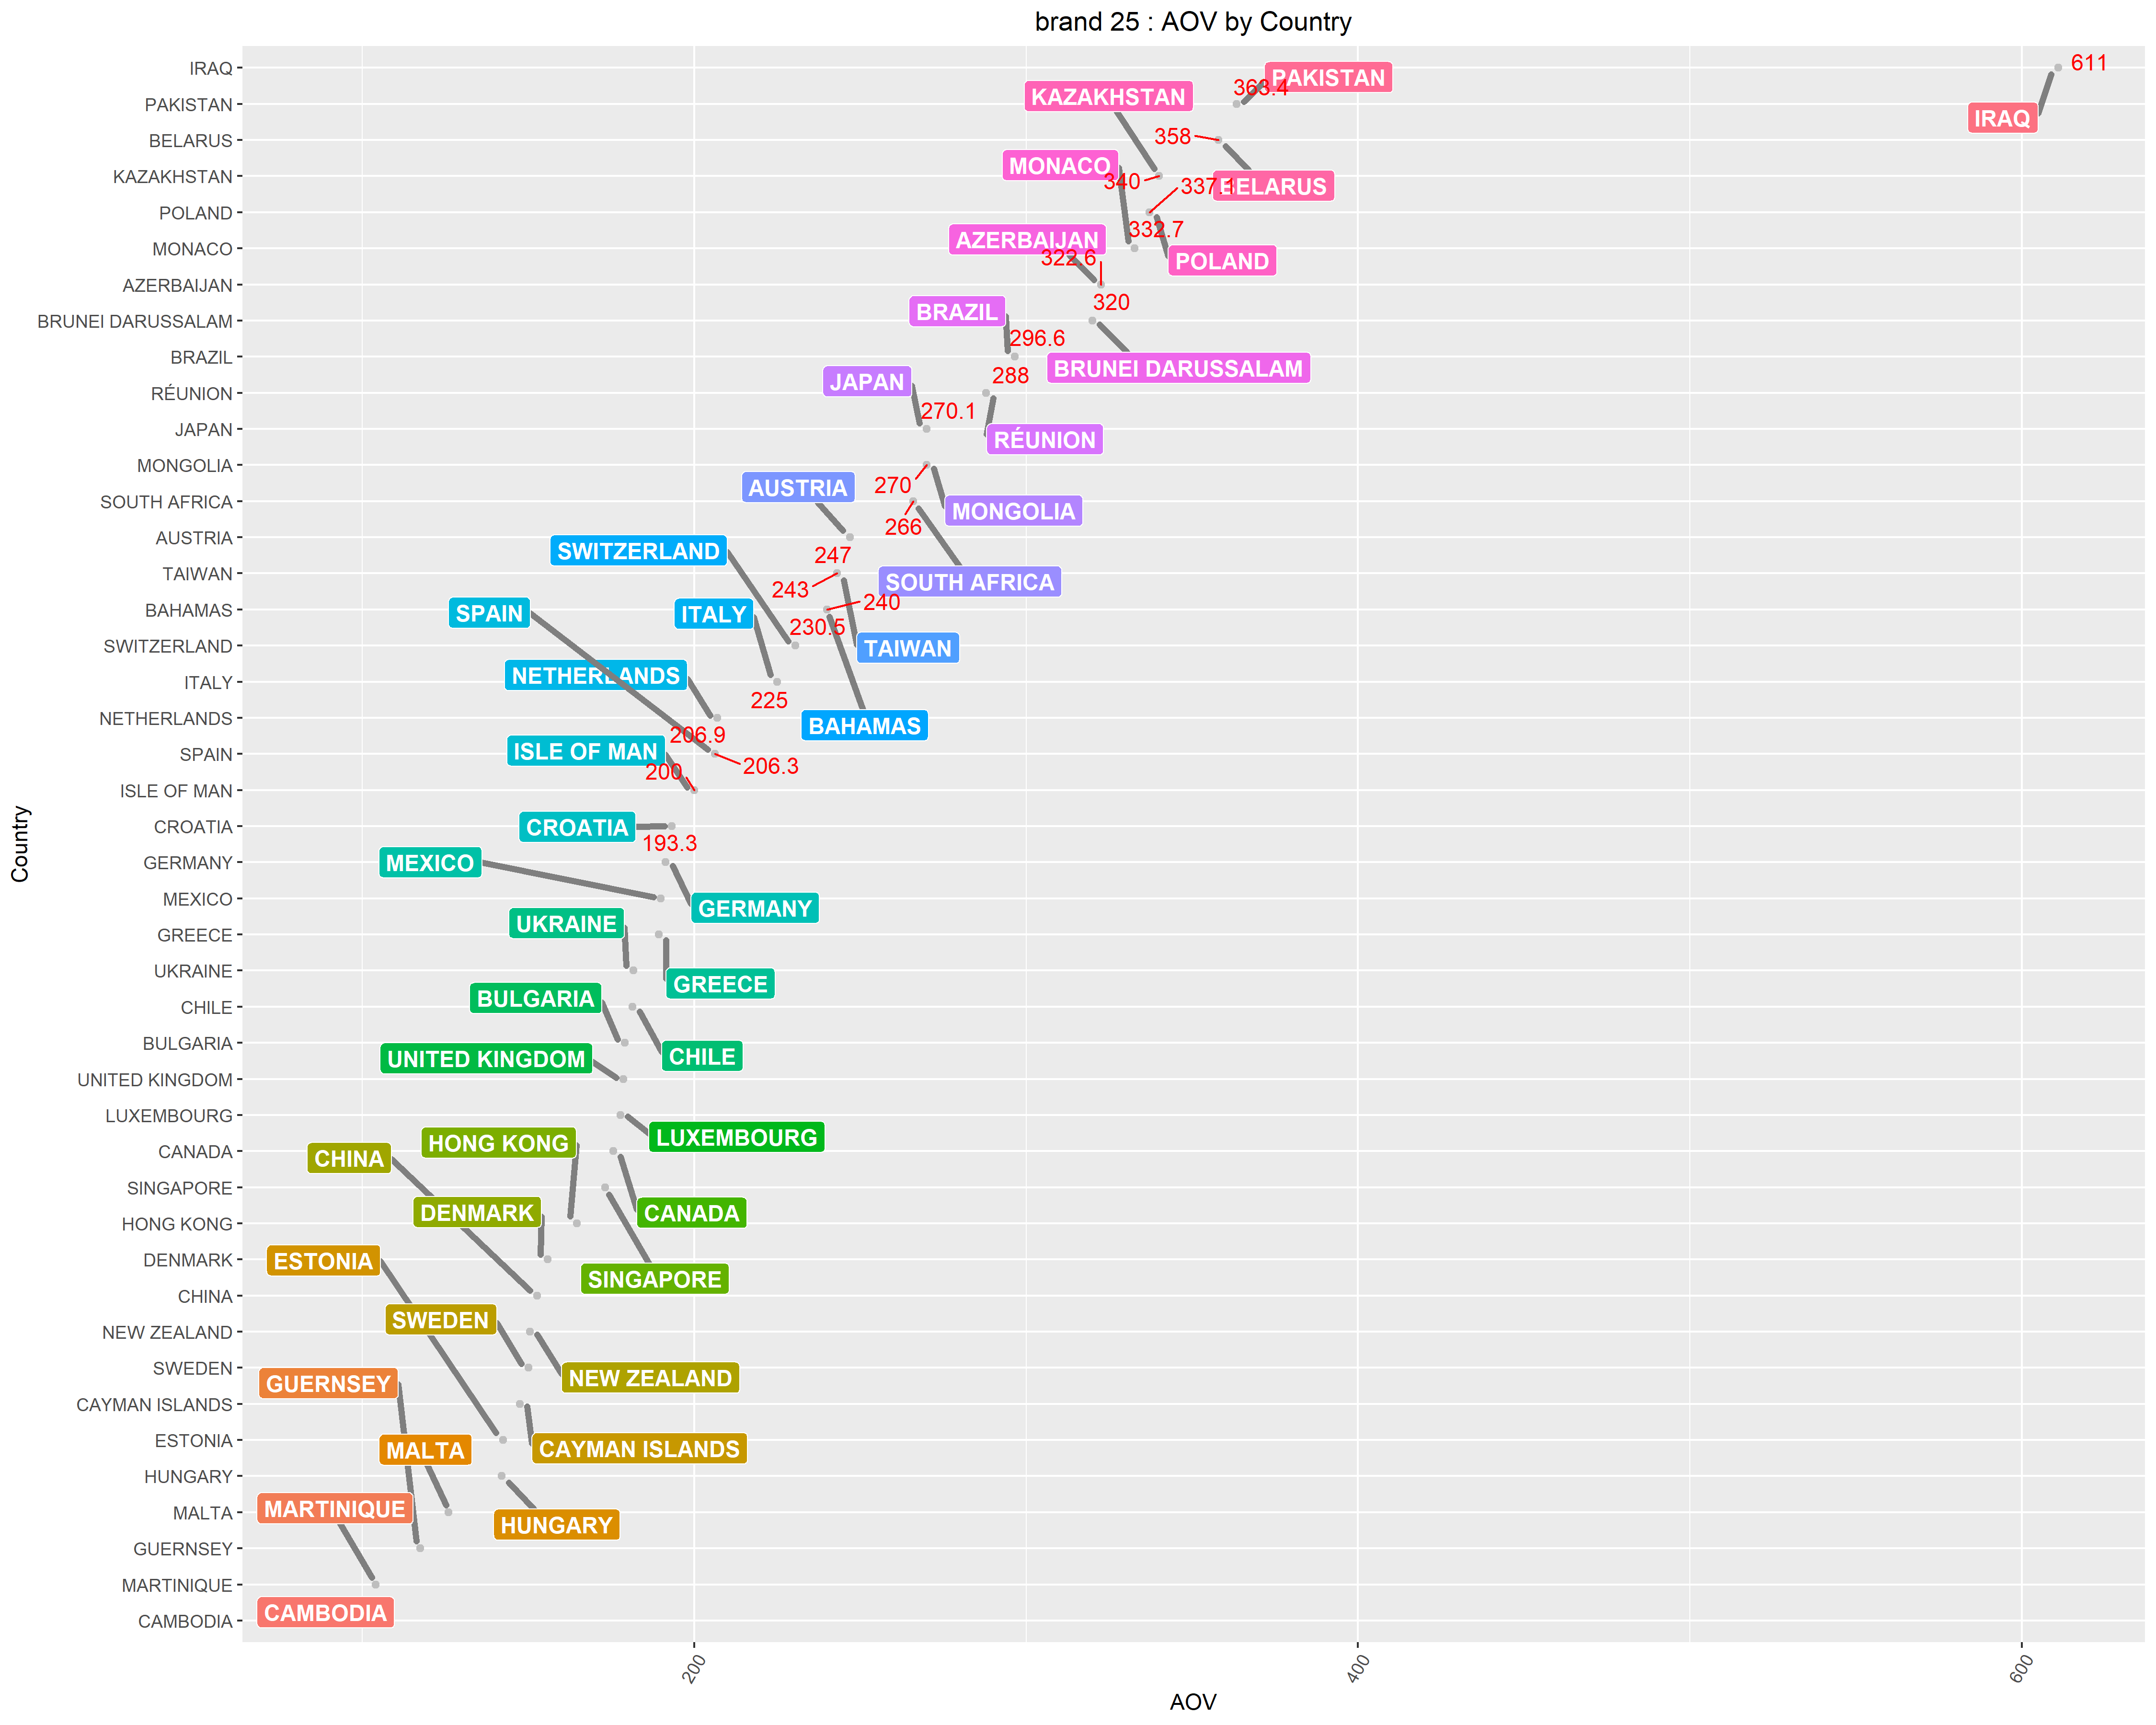 brand 25 : AOV by Country
Country
IRAQ
PAKISTAN
BELARUS
KAZAKHSTAN
POLAND
MONACO
AZERBAIJAN
BRUNEI DARUSSALAM
BRAZIL
RÉUNION
JAPAN
MONGOLIA
SOUTH AFRICA
AUSTRIA
TAIWAN
BAHAMAS
SWITZERLAND
ITALY
NETHERLANDS
SPAIN
ISLE OF MAN
CROATIA
GERMANY
MEXICO
GREECE
UKRAINE
CHILE
BULGARIA
UNITED KINGDOM
LUXEMBOURG
CANADA
SINGAPORE
HONG KONG
DENMARK
CHINA
NEW ZEALAND
SWEDEN
CAYMAN ISLANDS
ESTONIA
HUNGARY
MALTA
GUERNSEY
MARTINIQUE
CAMBODIA
611
PAKISTAN
363.4
KAZAKHSTAN
IRAQ
358
MONACO
340
337.1
BELARUS
332.7
AZERBAIJAN
322.6
POLAND
320
BRAZIL
296.6
BRUNEI DARUSSALAM
288
JAPAN
270.1
RÉUNION
270
AUSTRIA
MONGOLIA
266
SWITZERLAND
247
243
SOUTH AFRICA
240
SPAIN
ITALY
230.5
TAIWAN
NETHERLANDS
225
BAHAMAS
206.9
ISLE OF MAN
206.3
200
CROATIA
193.3
MEXICO
GERMANY
UKRAINE
GREECE
BULGARIA
CHILE
UNITED KINGDOM
LUXEMBOURG
HONG KONG
CHINA
DENMARK
CANADA
ESTONIA
SINGAPORE
SWEDEN
NEW ZEALAND
GUERNSEY
MALTA
CAYMAN ISLANDS
MARTINIQUE
HUNGARY
CAMBODIA
200
400
600
AOV